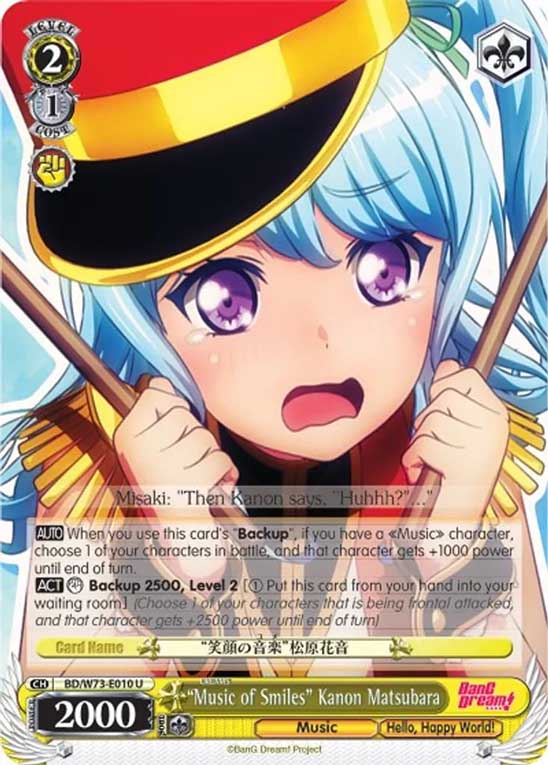 LEVEL
2
1
COST
Misaki: "Then Kanon says, "Huhhh?"..."
AUTO When you use this card's "Backup", if you have a «Music» character,
choose 1 of your characters in battle, and that character gets +1000 power
until end of turn.
ACT Backup 2500, Level 2 [① Put this card from your hand into your
waiting room] (Choose 1 of your characters that is being frontal attacked,
and that character gets +2500 power until end of turn)
Card Name
“笑顔の音楽”松原花音
CH BD/W73-E010 U
POWER
2000
SOUL
"Music of Smiles" Kanon Matsubara
BanG Dream!
Music
Hello, Happy World!
©BanG Dream! Project